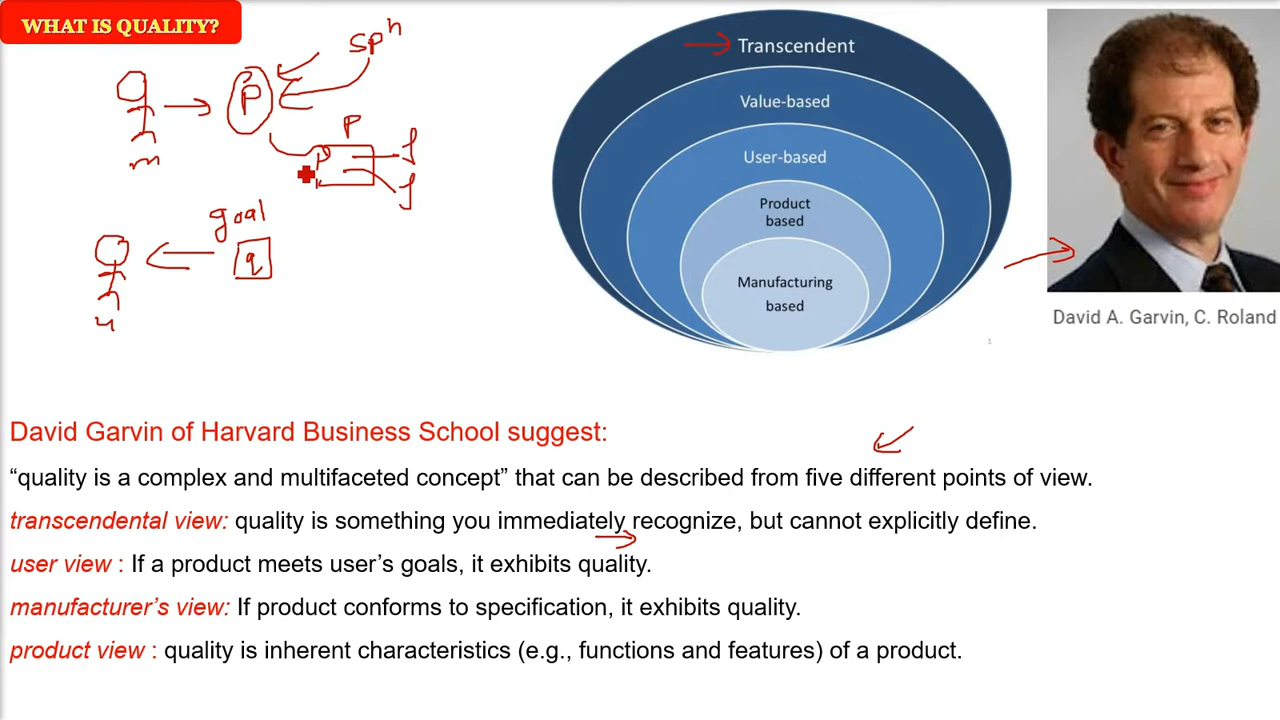 WHAT IS QUALITY?
spn
p
m
p
p
f
f
goal
q
u
Transcendent
Value-based
User-based
Product
based
Manufacturing
based
1
David A. Garvin, C. Roland
David Garvin of Harvard Business School suggest:
“quality is a complex and multifaceted concept” that can be described from five different points of view.
transcendental view: quality is something you immediately recognize, but cannot explicitly define.
user view : If a product meets user’s goals, it exhibits quality.
manufacturer’s view: If product conforms to specification, it exhibits quality.
product view : quality is inherent characteristics (e.g., functions and features) of a product.